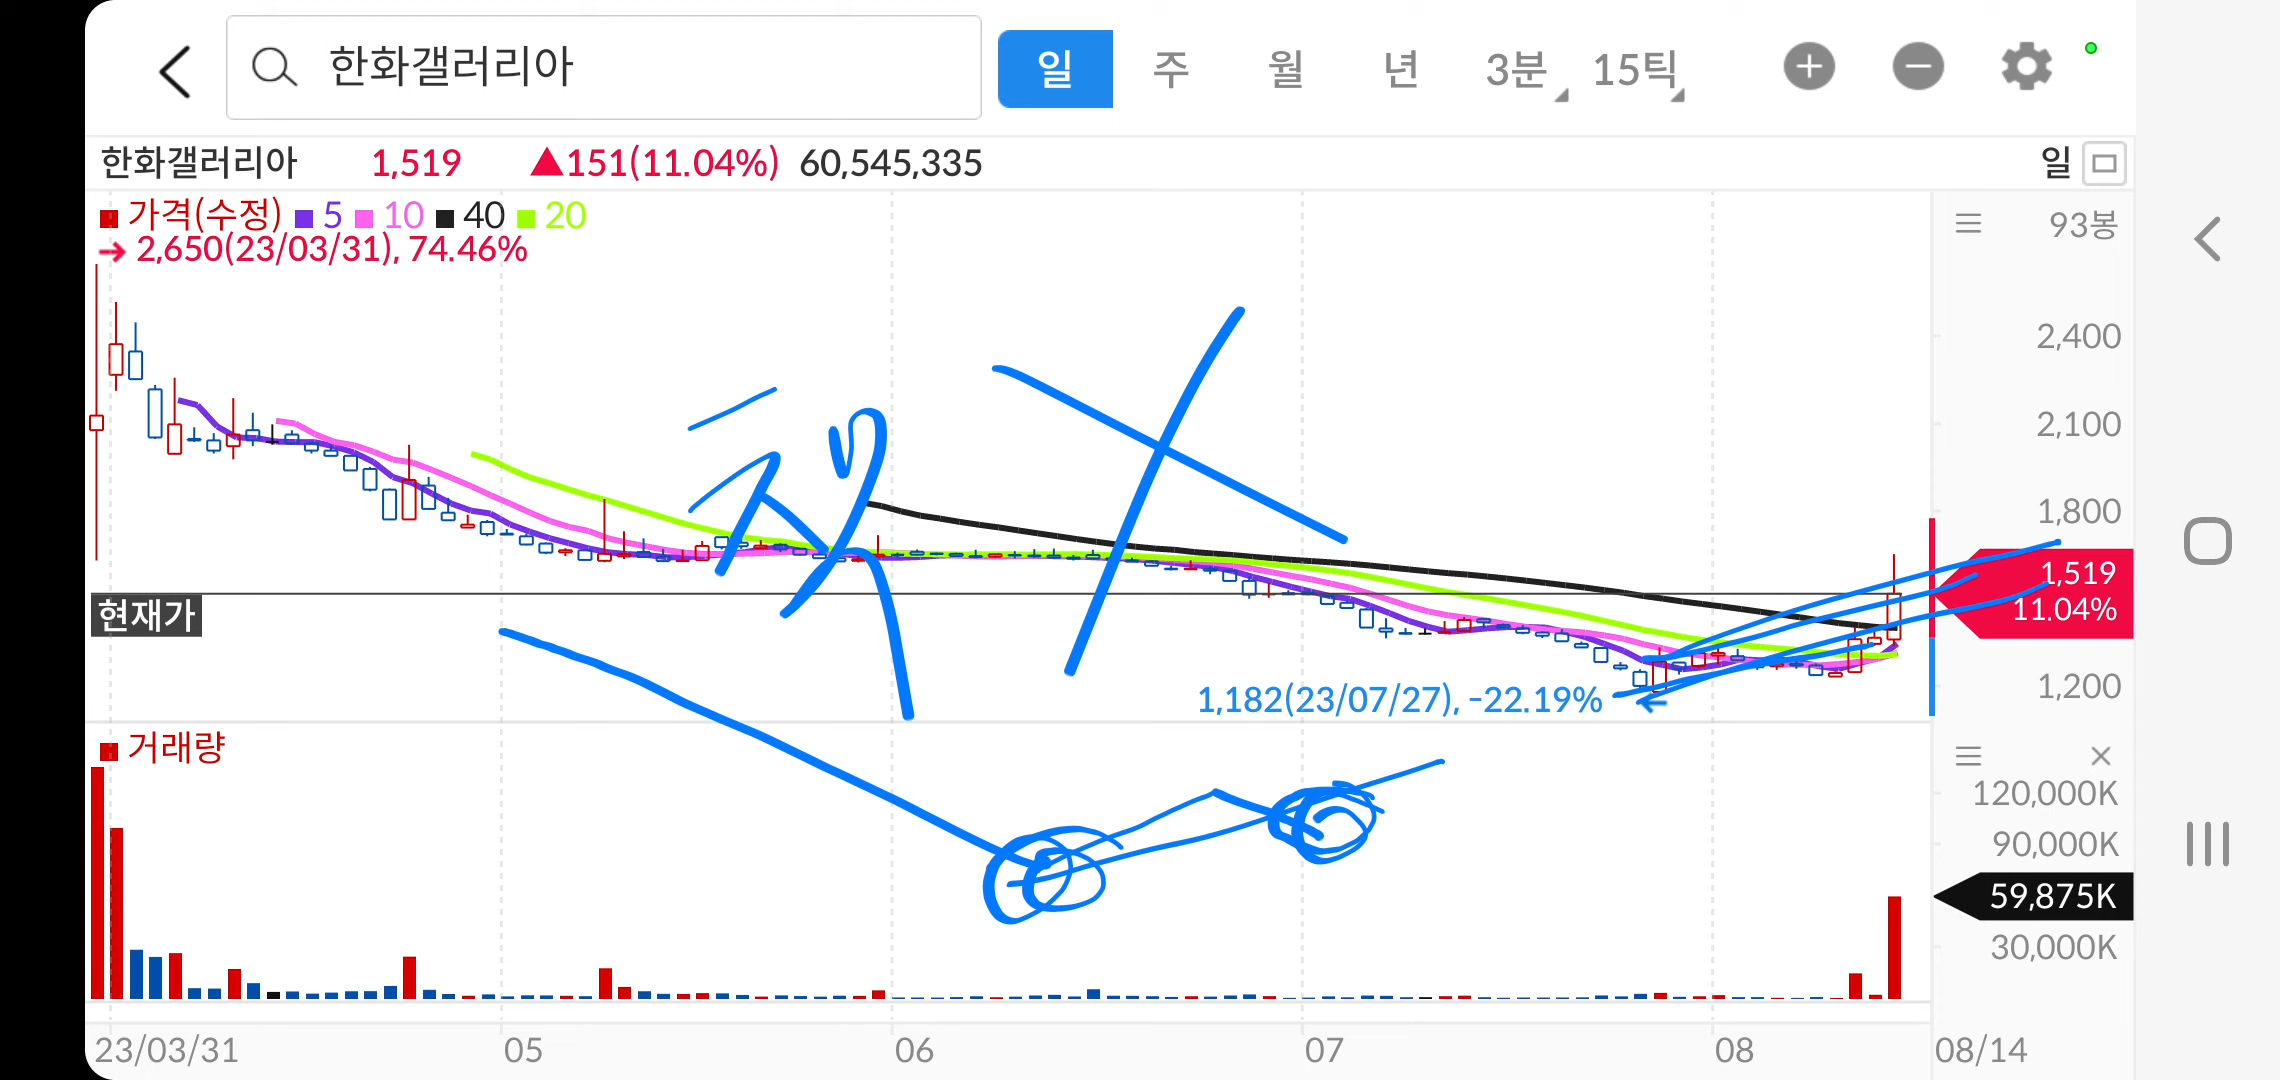 한화갤러리아 일 주 월 년 3분 15틱
한화갤러리아 1,519 ▲151(11.04%) 60,545,335 일
가격(수정) 5 10 40 20 93봉
→ 2,650(23/03/31), 74.46%
2,400
2,100
1,800
1,519
11.04%
현재가
1,182(23/07/27), -22.19% ←
1,200
거래량
120,000K
90,000K
59,875K
30,000K
23/03/31 05 06 07 08 08/14